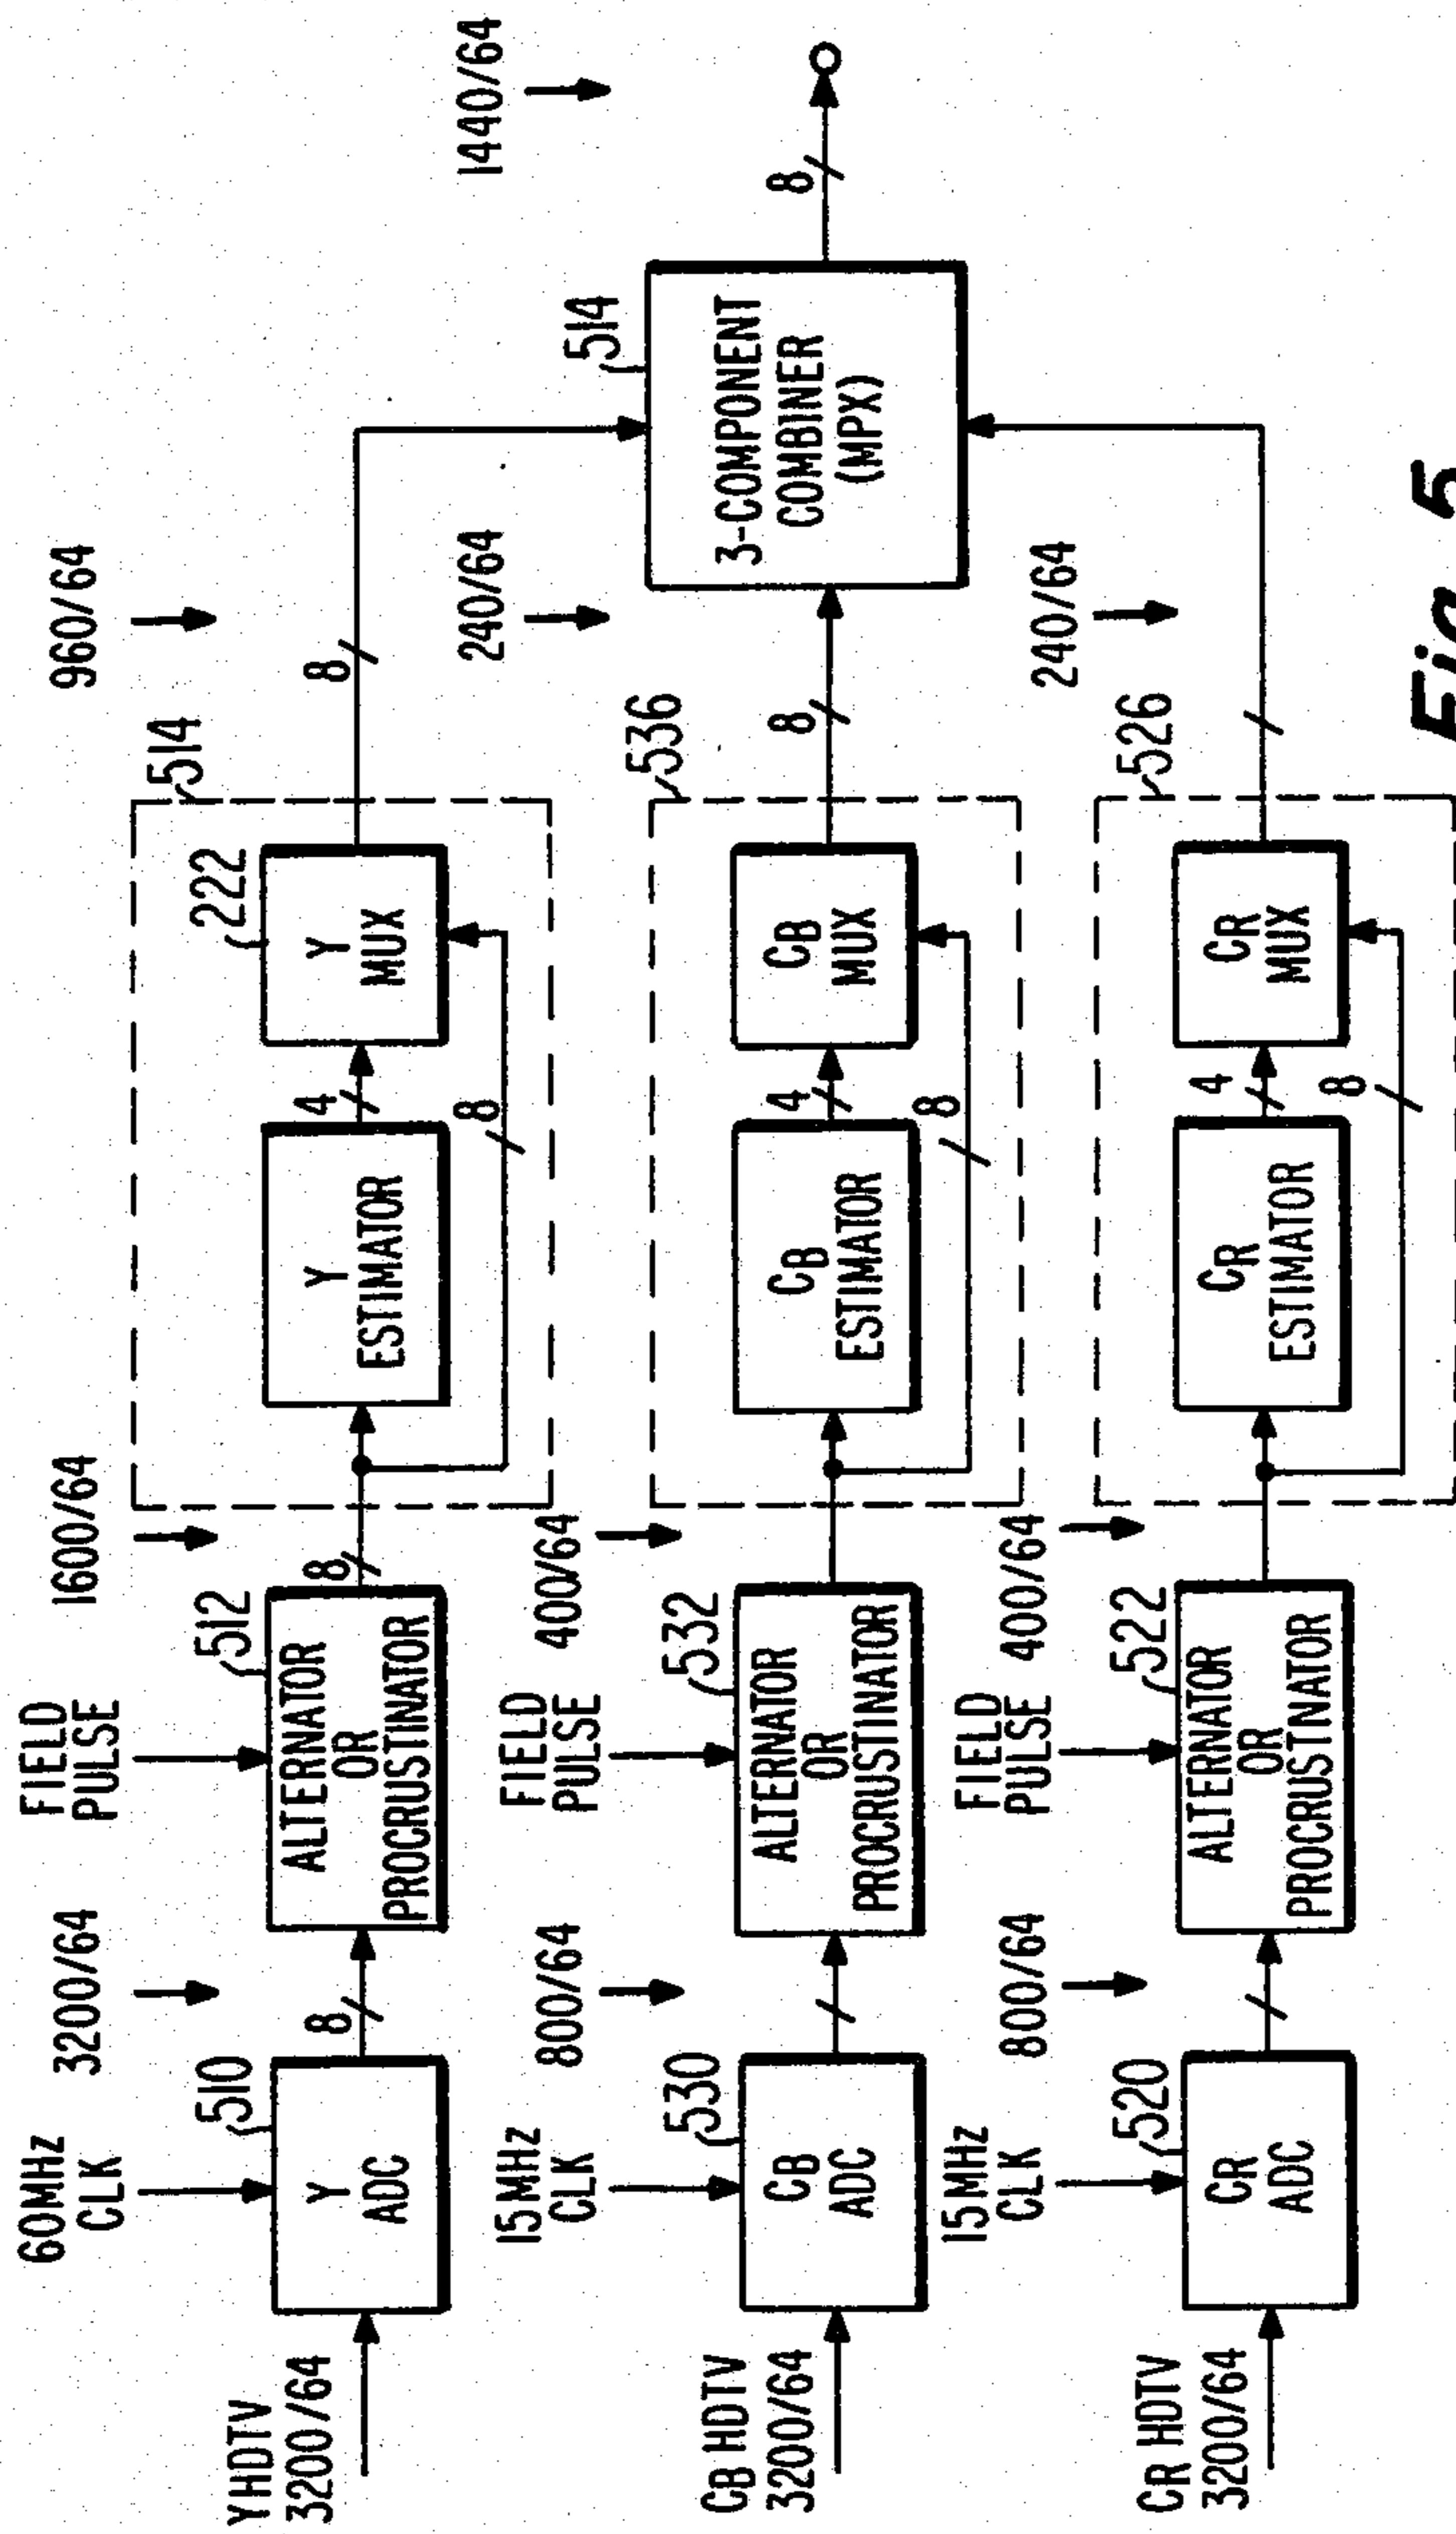 YHDTV
3200/64
60MHz
CLK
Y
ADC
510
3200/64
8
FIELD
PULSE
ALTERNATOR
OR
PROCRUSTINATOR
512
1600/64
8
Y
ESTIMATOR
4
8
Y
MUX
222
514
960/64
8
CB HDTV
3200/64
15MHz
CLK
CB
ADC
530
800/64
FIELD
PULSE
ALTERNATOR
OR
PROCRUSTINATOR
532
400/64
CB
ESTIMATOR
4
8
CB
MUX
536
8
240/64
3-COMPONENT
COMBINER
(MPX)
514
8
1440/64
CR HDTV
3200/64
15MHz
CLK
CR
ADC
520
800/64
FIELD
PULSE
ALTERNATOR
OR
PROCRUSTINATOR
522
400/64
CR
ESTIMATOR
4
8
CR
MUX
526
240/64
Fig. 5